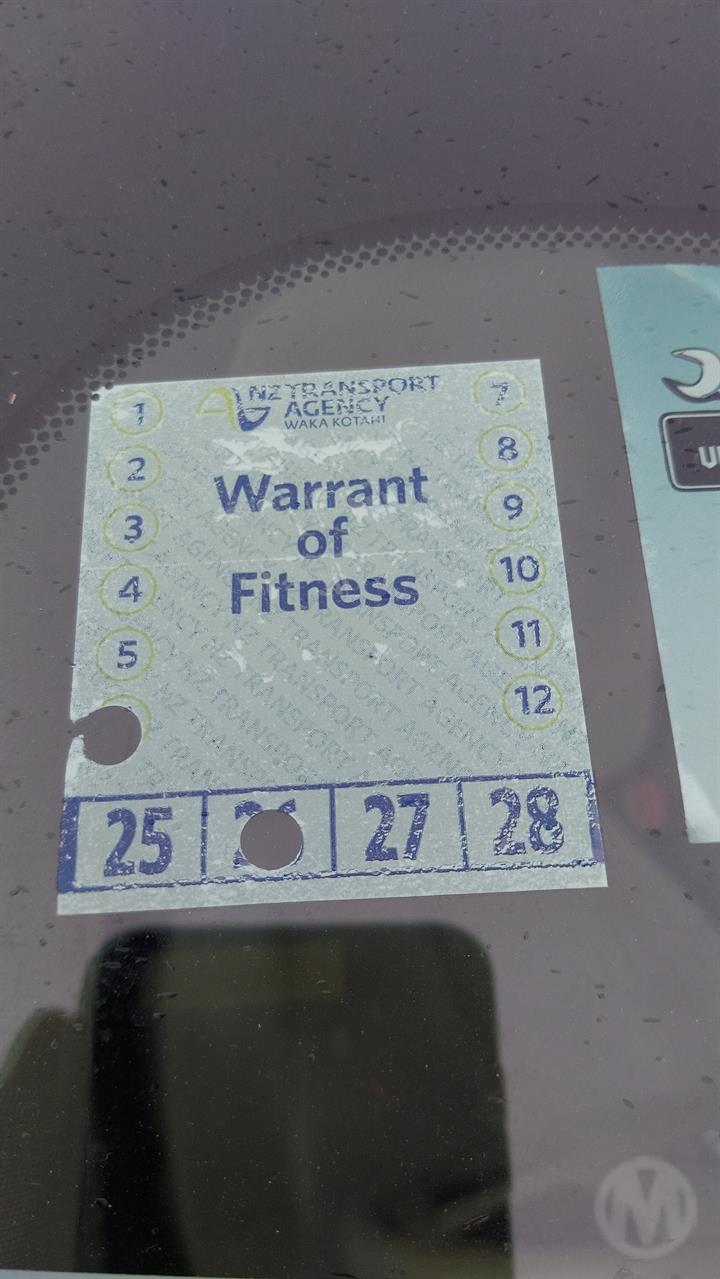 NZ TRANSPORT
AGENCY
WAKA KOTAHI
Warrant
of
Fitness
1
2
3
4
5
7
8
9
10
11
12
25
27
28
M